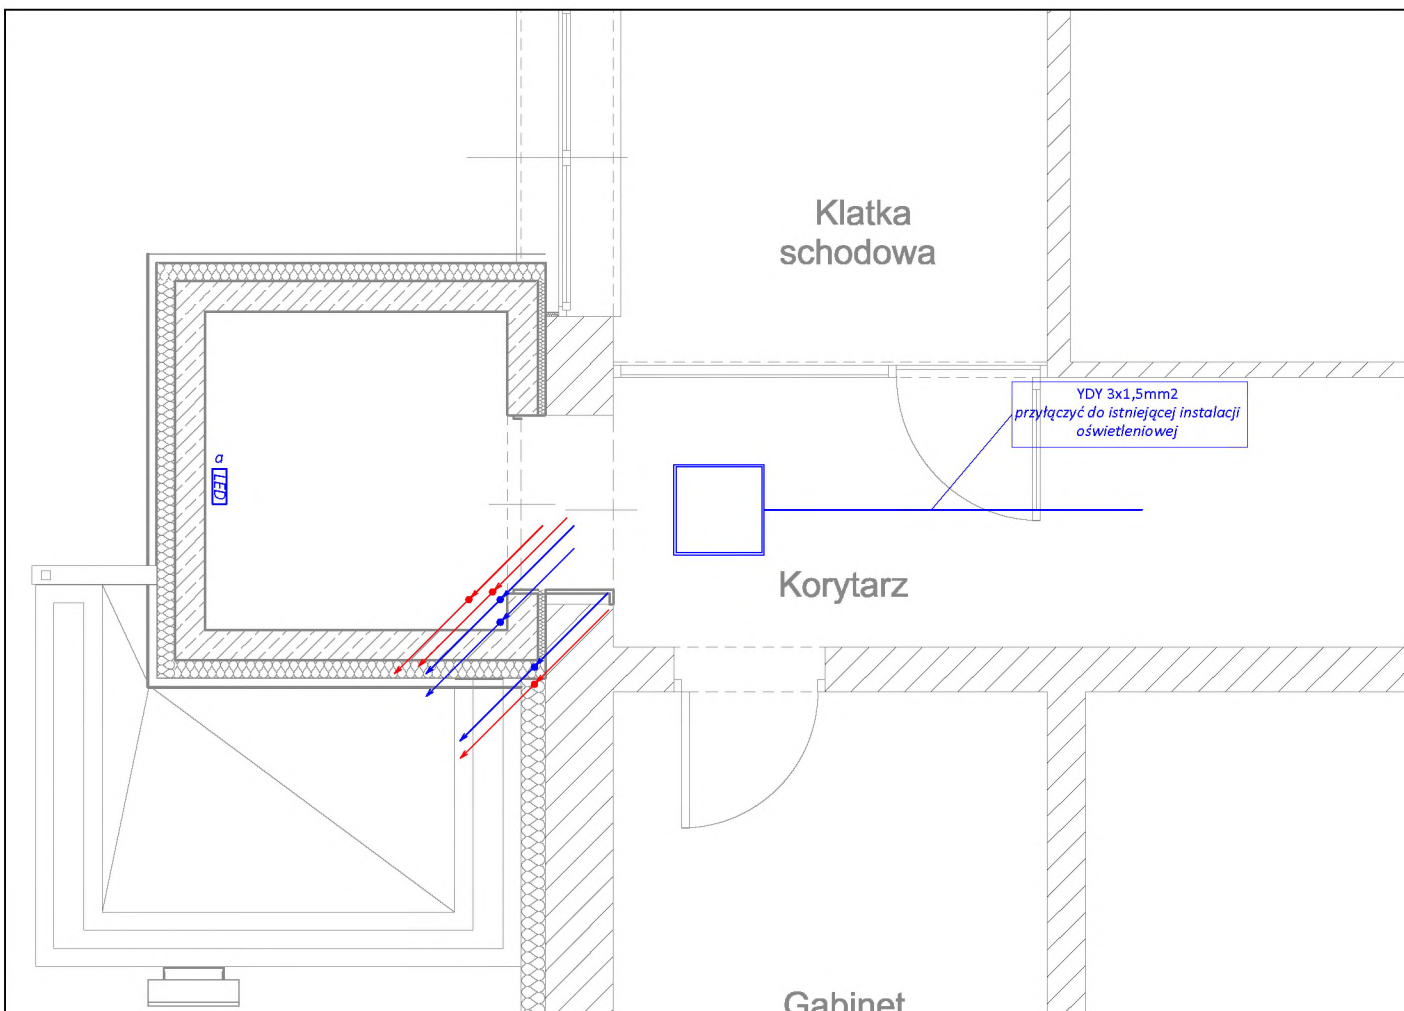 Klatka
schodowa
YDY 3x1,5mm2
przyłączyć do istniejącej instalacji
oświetleniowej
a
LED
Korytarz
Gabinet